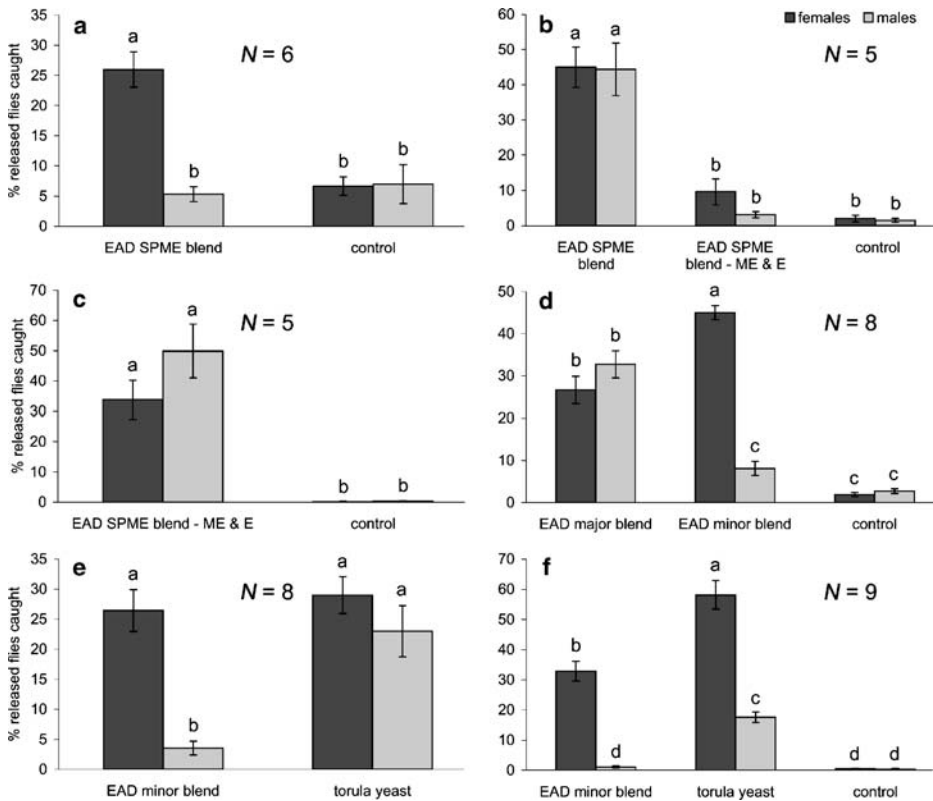 ■ females ■ males
a
N = 6
% released flies caught
35
30
25
20
15
10
5
0
a
b
b
b
EAD SPME blend
control
b
N = 5
60
50
40
30
20
10
0
a
a
b
b
b
b
EAD SPME
blend
EAD SPME
blend - ME & E
control
c
N = 5
% released flies caught
70
60
50
40
30
20
10
0
a
a
b
b
EAD SPME blend - ME & E
control
d
N = 8
50
40
30
20
10
0
b
b
a
c
c
c
EAD major blend
EAD minor blend
control
e
N = 8
% released flies caught
35
30
25
20
15
10
5
0
a
b
a
a
EAD minor blend
torula yeast
f
N = 9
70
60
50
40
30
20
10
0
b
d
a
c
d
d
EAD minor blend
torula yeast
control